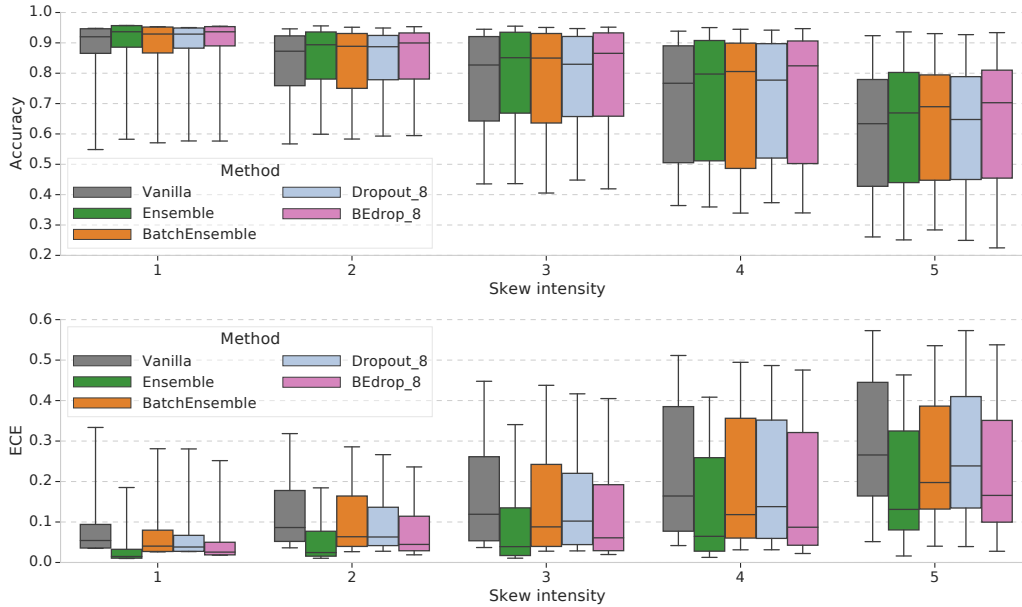 1.0
0.9
0.8
0.7
0.6
0.5
0.4
0.3
0.2
Accuracy
Method
Vanilla
Ensemble
BatchEnsemble
Dropout_8
BEdrop_8
1 2 3 4 5
Skew intensity
0.6
0.5
0.4
0.3
0.2
0.1
0.0
ECE
Method
Vanilla
Ensemble
BatchEnsemble
Dropout_8
BEdrop_8
1 2 3 4 5
Skew intensity